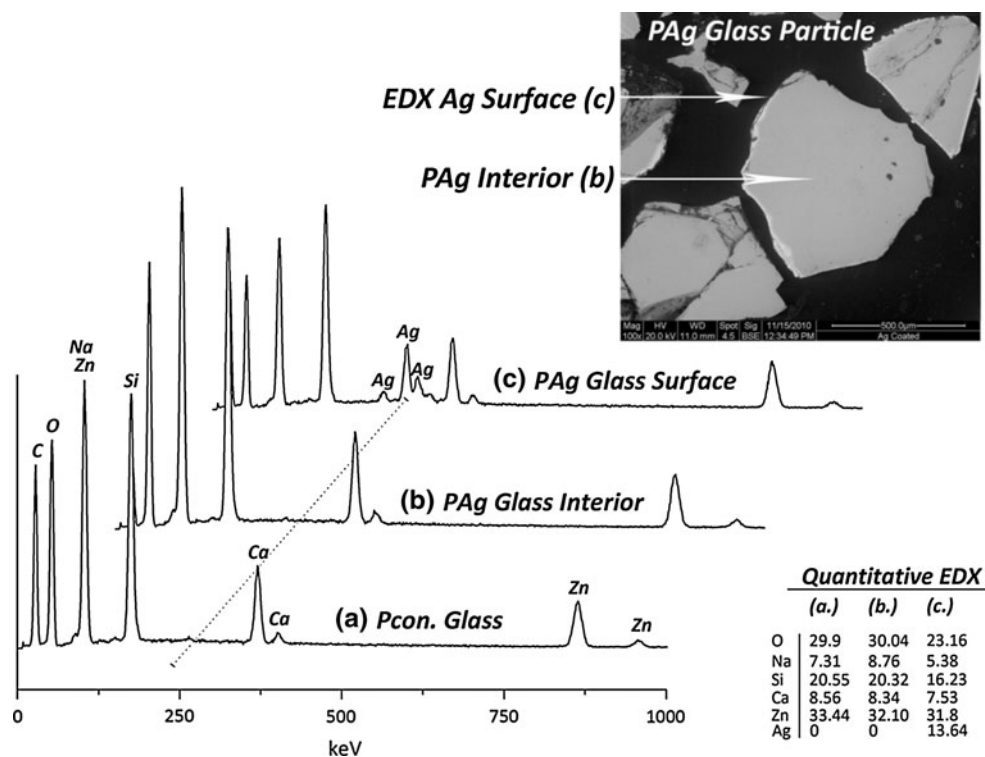 PAg Glass Particle
EDX Ag Surface (c)
PAg Interior (b)
Mag HV WD Spot Sig 11/15/2010 500.0µm
100x 20.0 kV 11.0 mm 4.5 BSE 12:34:49 PM Ag Coated
C
O
Na
Zn
Si
Ag
Ag
Ag
(c) PAg Glass Surface
(b) PAg Glass Interior
Ca
Ca
(a) Pcon. Glass
Zn
Zn
0 250 500 750 1000
keV
Quantitative EDX
(a.) (b.) (c.)
O 29.9 30.04 23.16
Na 7.31 8.76 5.38
Si 20.55 20.32 16.23
Ca 8.56 8.34 7.53
Zn 33.44 32.10 31.8
Ag 0 0 13.64